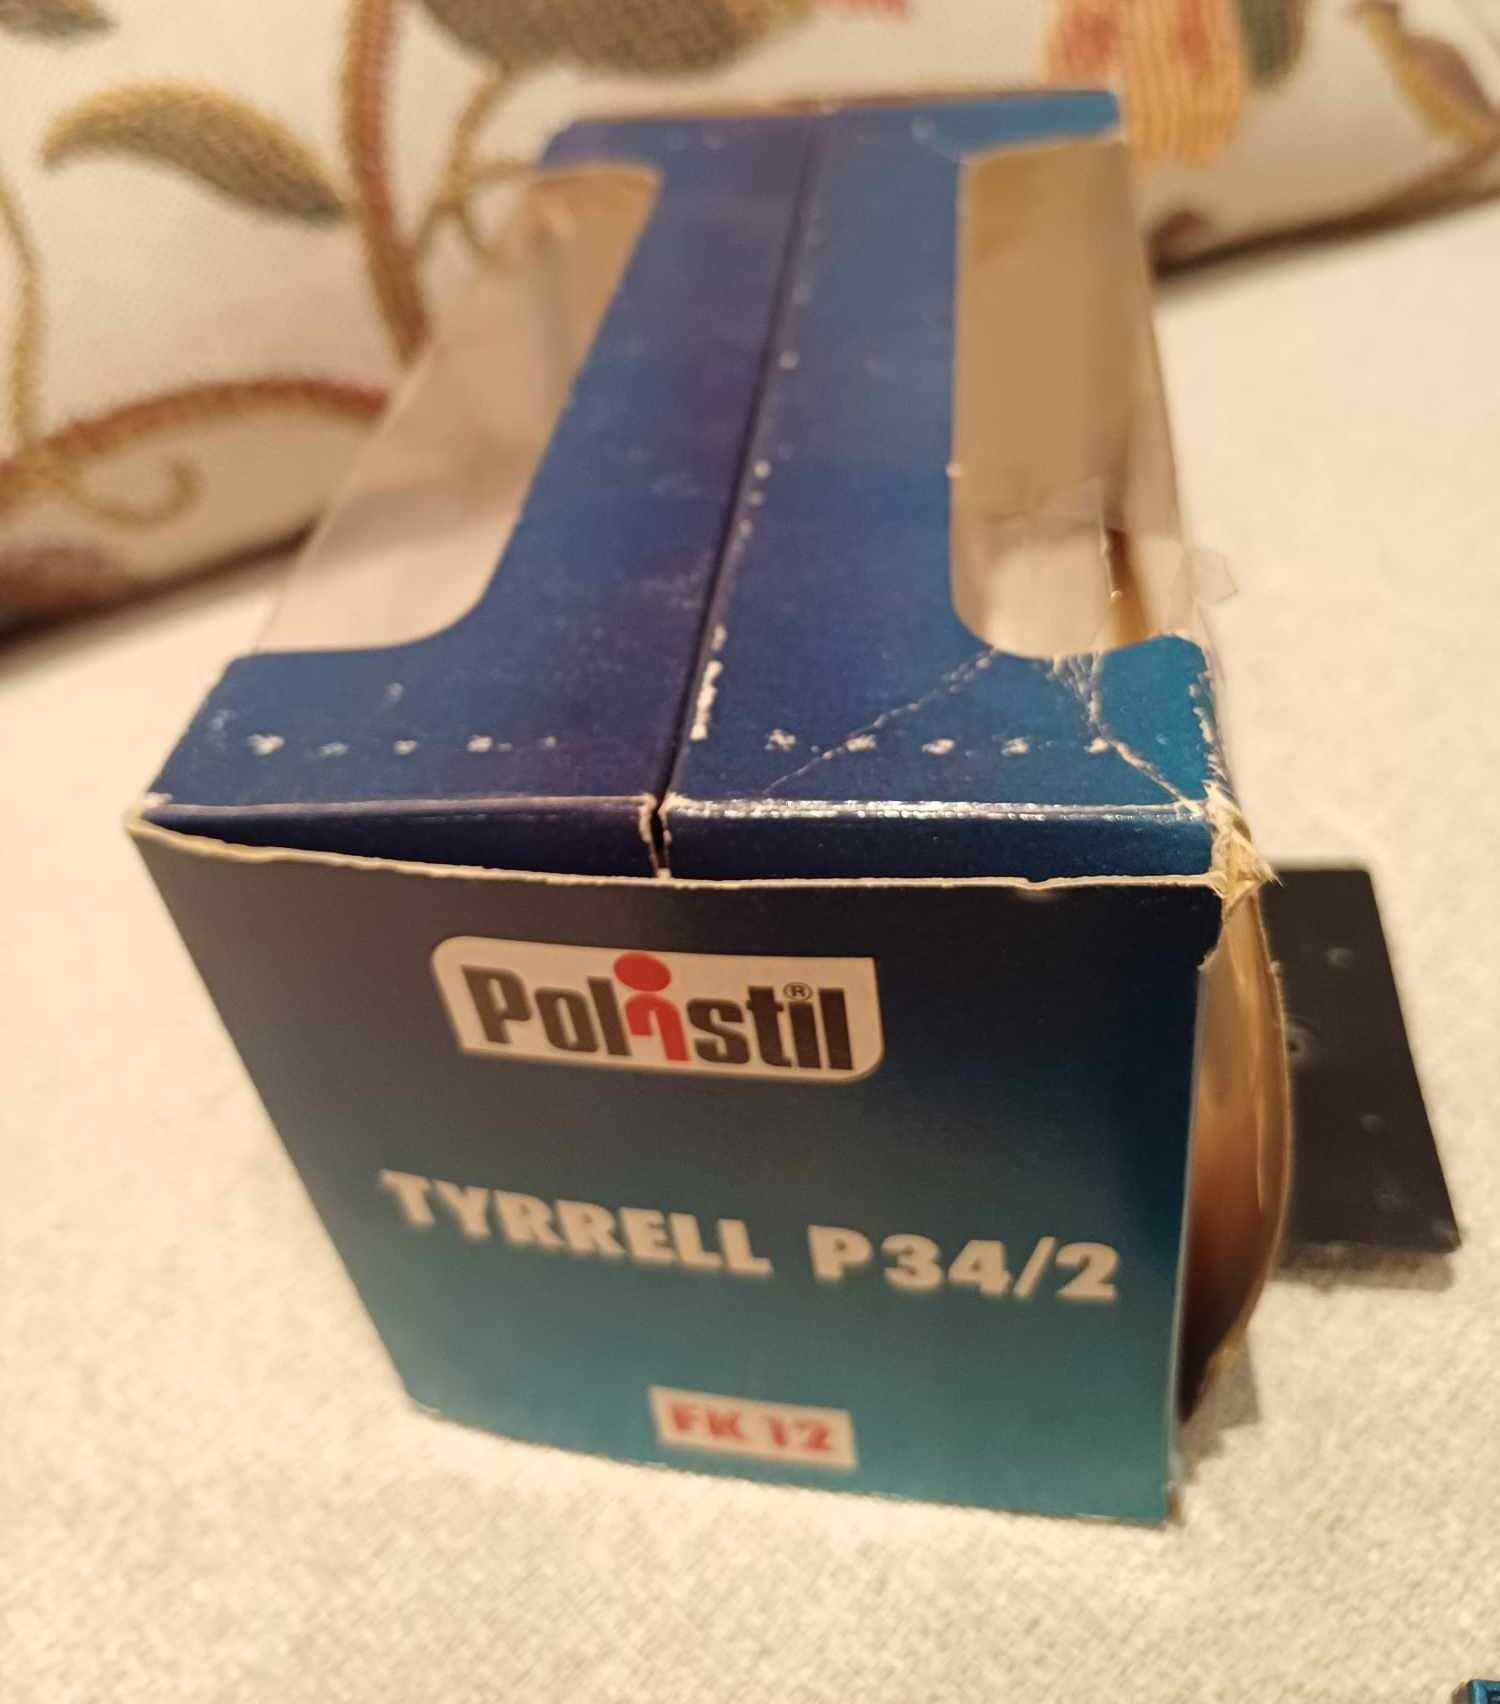 Polistil®
TYRRELL P34/2
FK 12